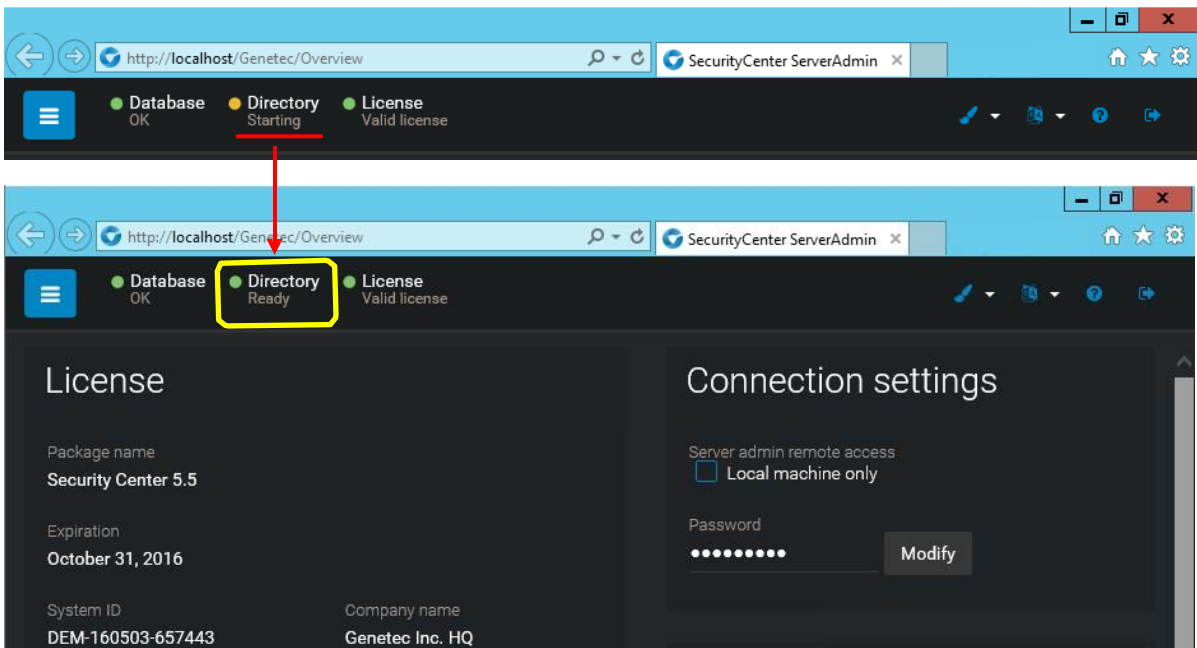 http://localhost/Genetec/Overview
SecurityCenter ServerAdmin
Database Directory License
OK Starting Valid license
http://localhost/Genetec/Overview
SecurityCenter ServerAdmin
Database Directory License
OK Ready Valid license
License
Connection settings
Package name
Server admin remote access
Security Center 5.5
Local machine only
Expiration
Password
October 31, 2016
Modify
System ID Company name
DEM-160503-657443 Genetec Inc. HQ